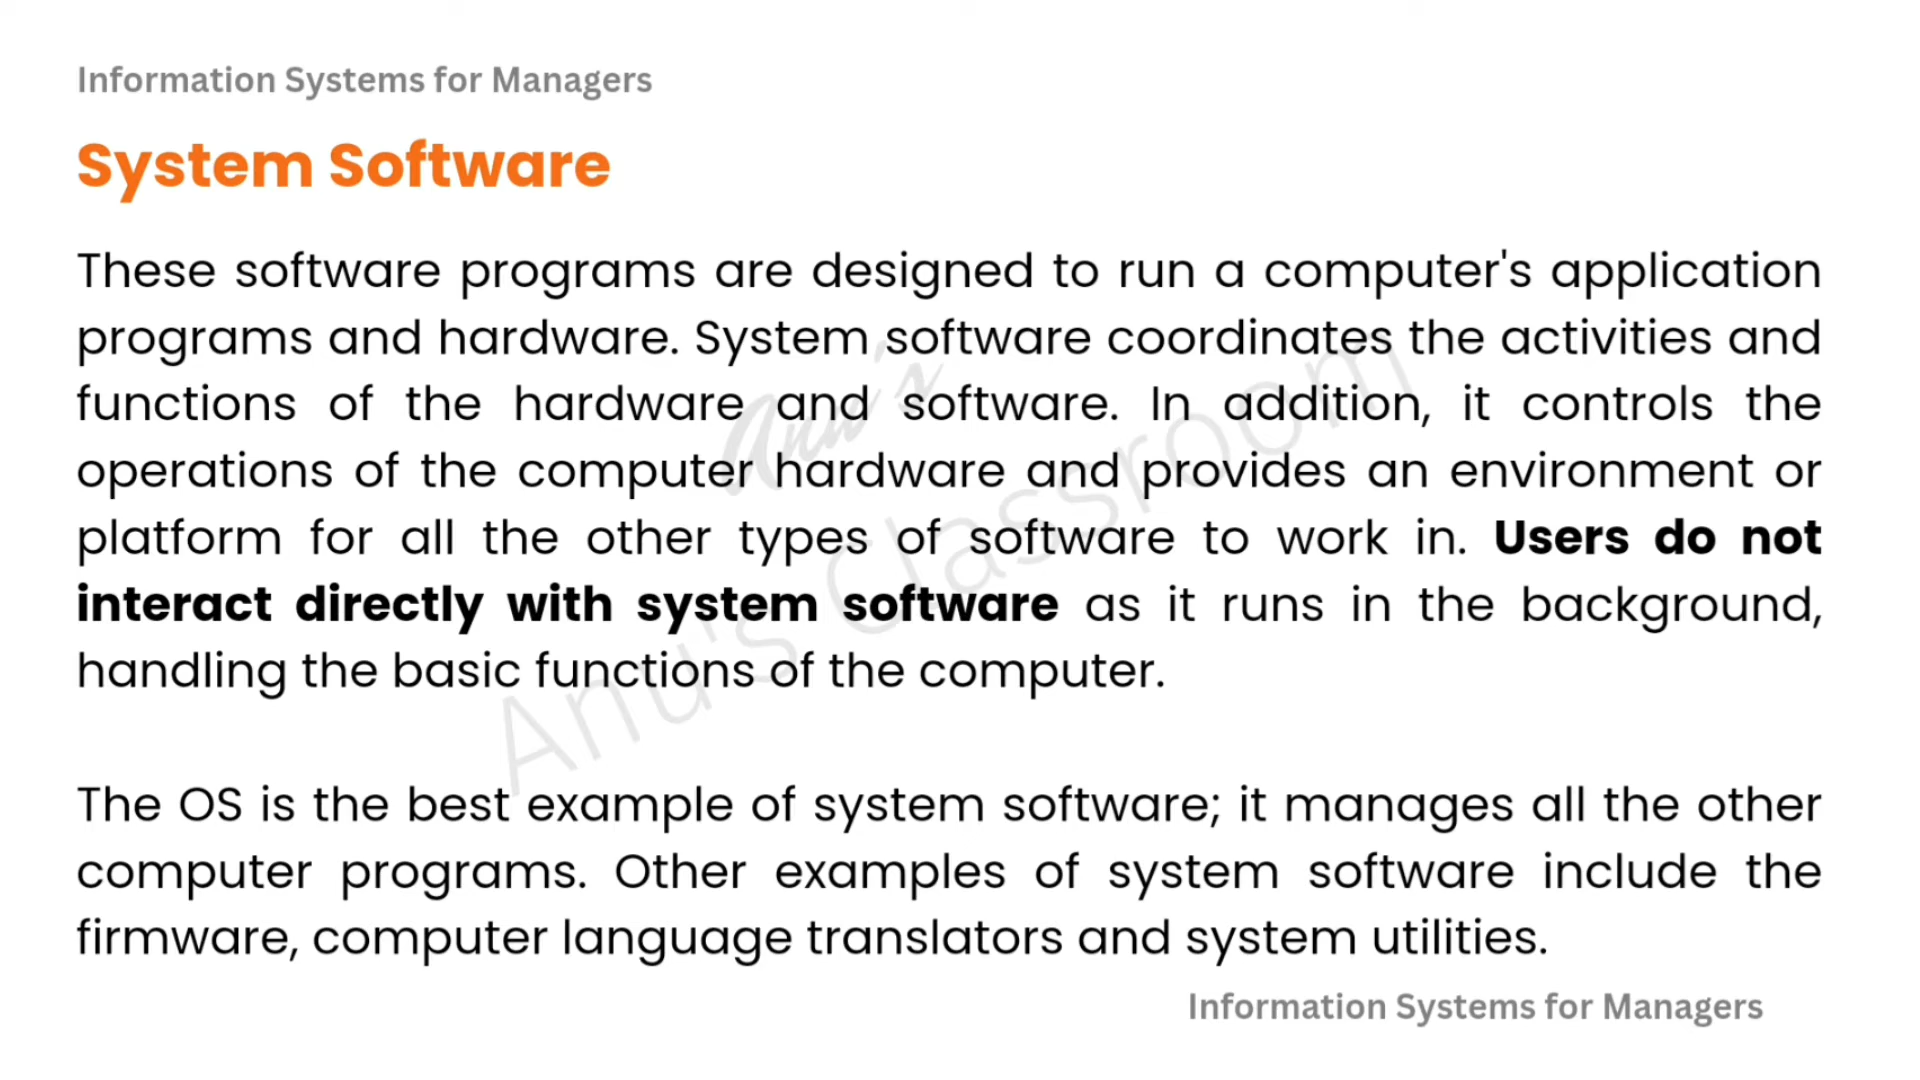 Information Systems for Managers
System Software
These software programs are designed to run a computer's application
programs and hardware. System software coordinates the activities and
functions of the hardware and software. In addition, it controls the
operations of the computer hardware and provides an environment or
platform for all the other types of software to work in. Users do not
interact directly with system software as it runs in the background,
handling the basic functions of the computer.
Anu's
Anu's Classroom
The OS is the best example of system software; it manages all the other
computer programs. Other examples of system software include the
firmware, computer language translators and system utilities.
Information Systems for Managers